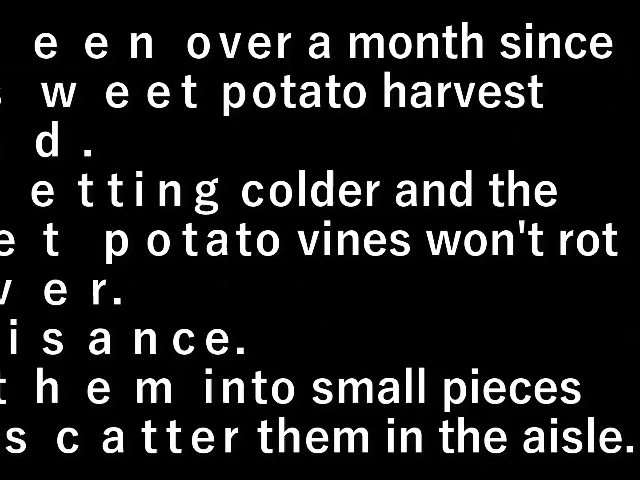 een over a month since
sweet potato harvest
d.
etting colder and the
et potato vines won't rot
ver.
isance.
them into small pieces
scatter them in the aisle.